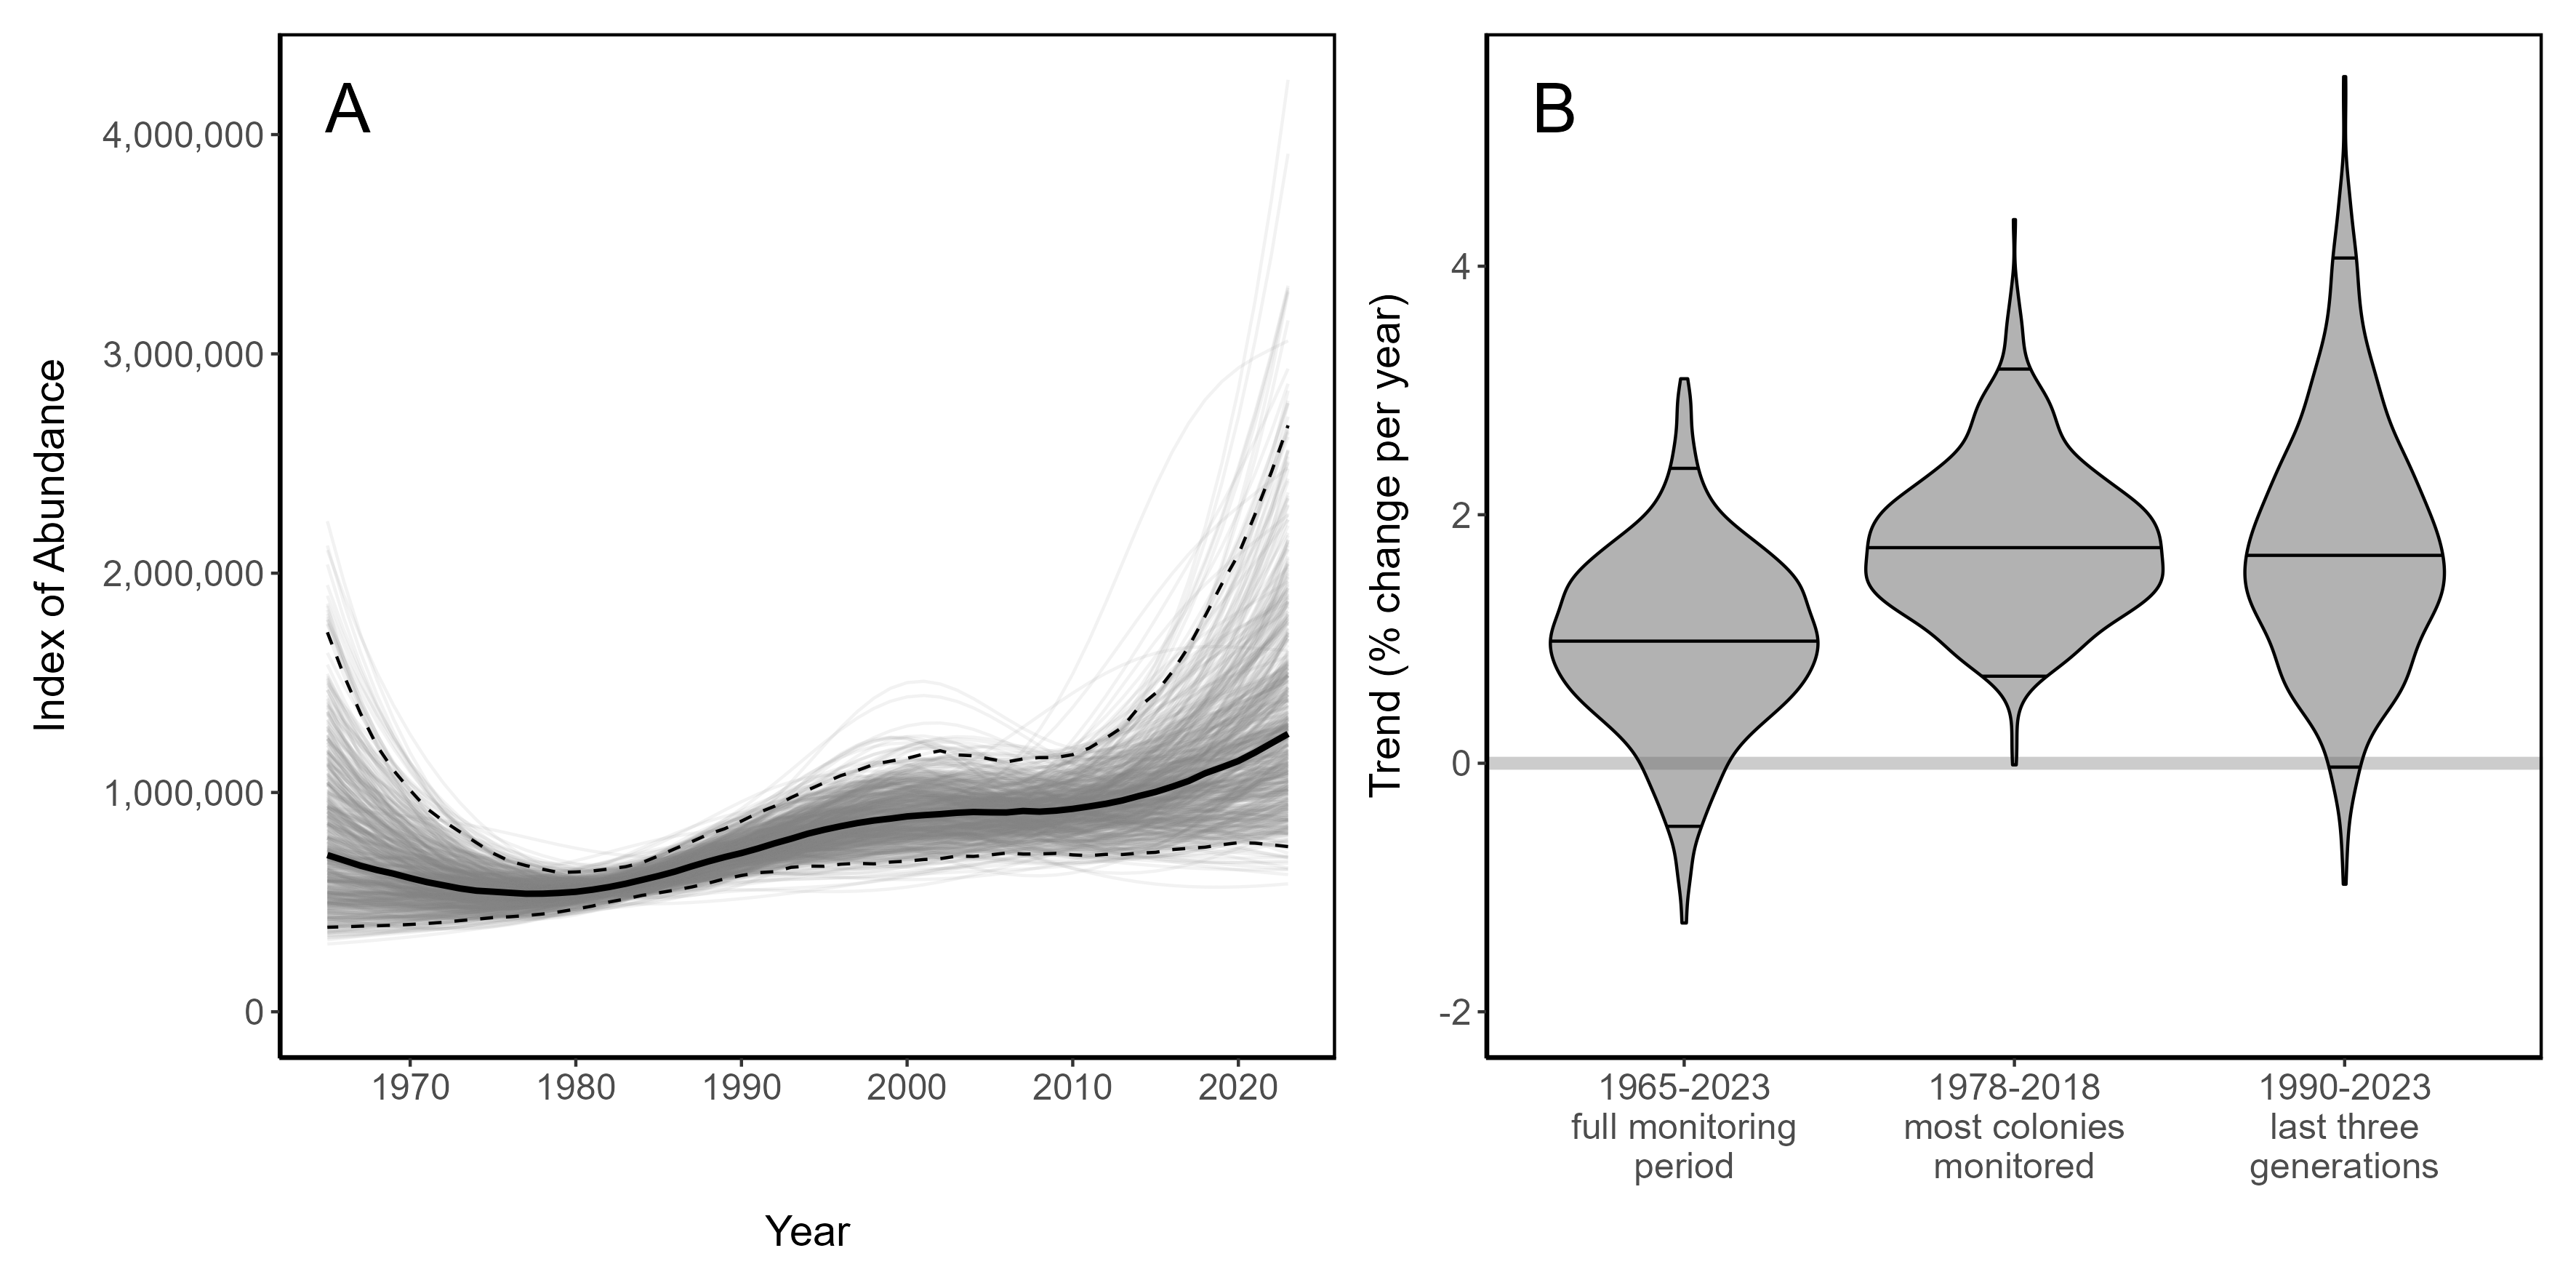 A
Index of Abundance
4,000,000
3,000,000
2,000,000
1,000,000
0
1970 1980 1990 2000 2010 2020
Year
B
Trend (% change per year)
4
2
0
-2
1965-2023
full monitoring
period
1978-2018
most colonies
monitored
1990-2023
last three
generations